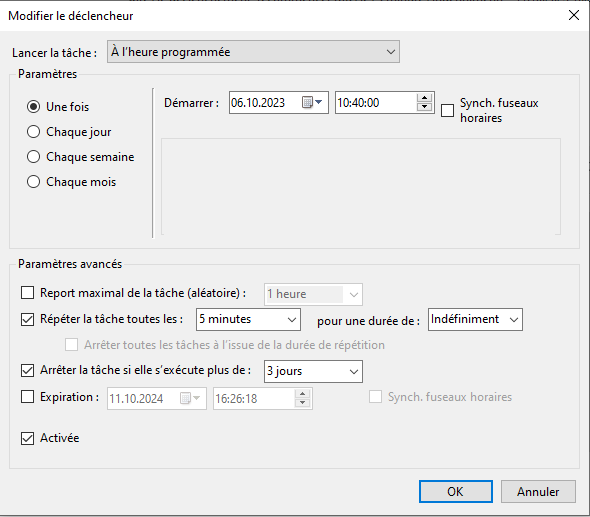 Modifier le déclencheur
Lancer la tâche : À l'heure programmée
Paramètres
Une fois
Chaque jour
Chaque semaine
Chaque mois
Démarrer : 06.10.2023 10:40:00 Synch. fuseaux
horaires
Paramètres avancés
Report maximal de la tâche (aléatoire) : 1 heure
Répéter la tâche toutes les : 5 minutes pour une durée de : Indéfiniment
Arrêter toutes les tâches à l'issue de la durée de répétition
Arrêter la tâche si elle s'exécute plus de : 3 jours
Expiration : 11.10.2024 16:26:18 Synch. fuseaux horaires
Activée
OK Annuler